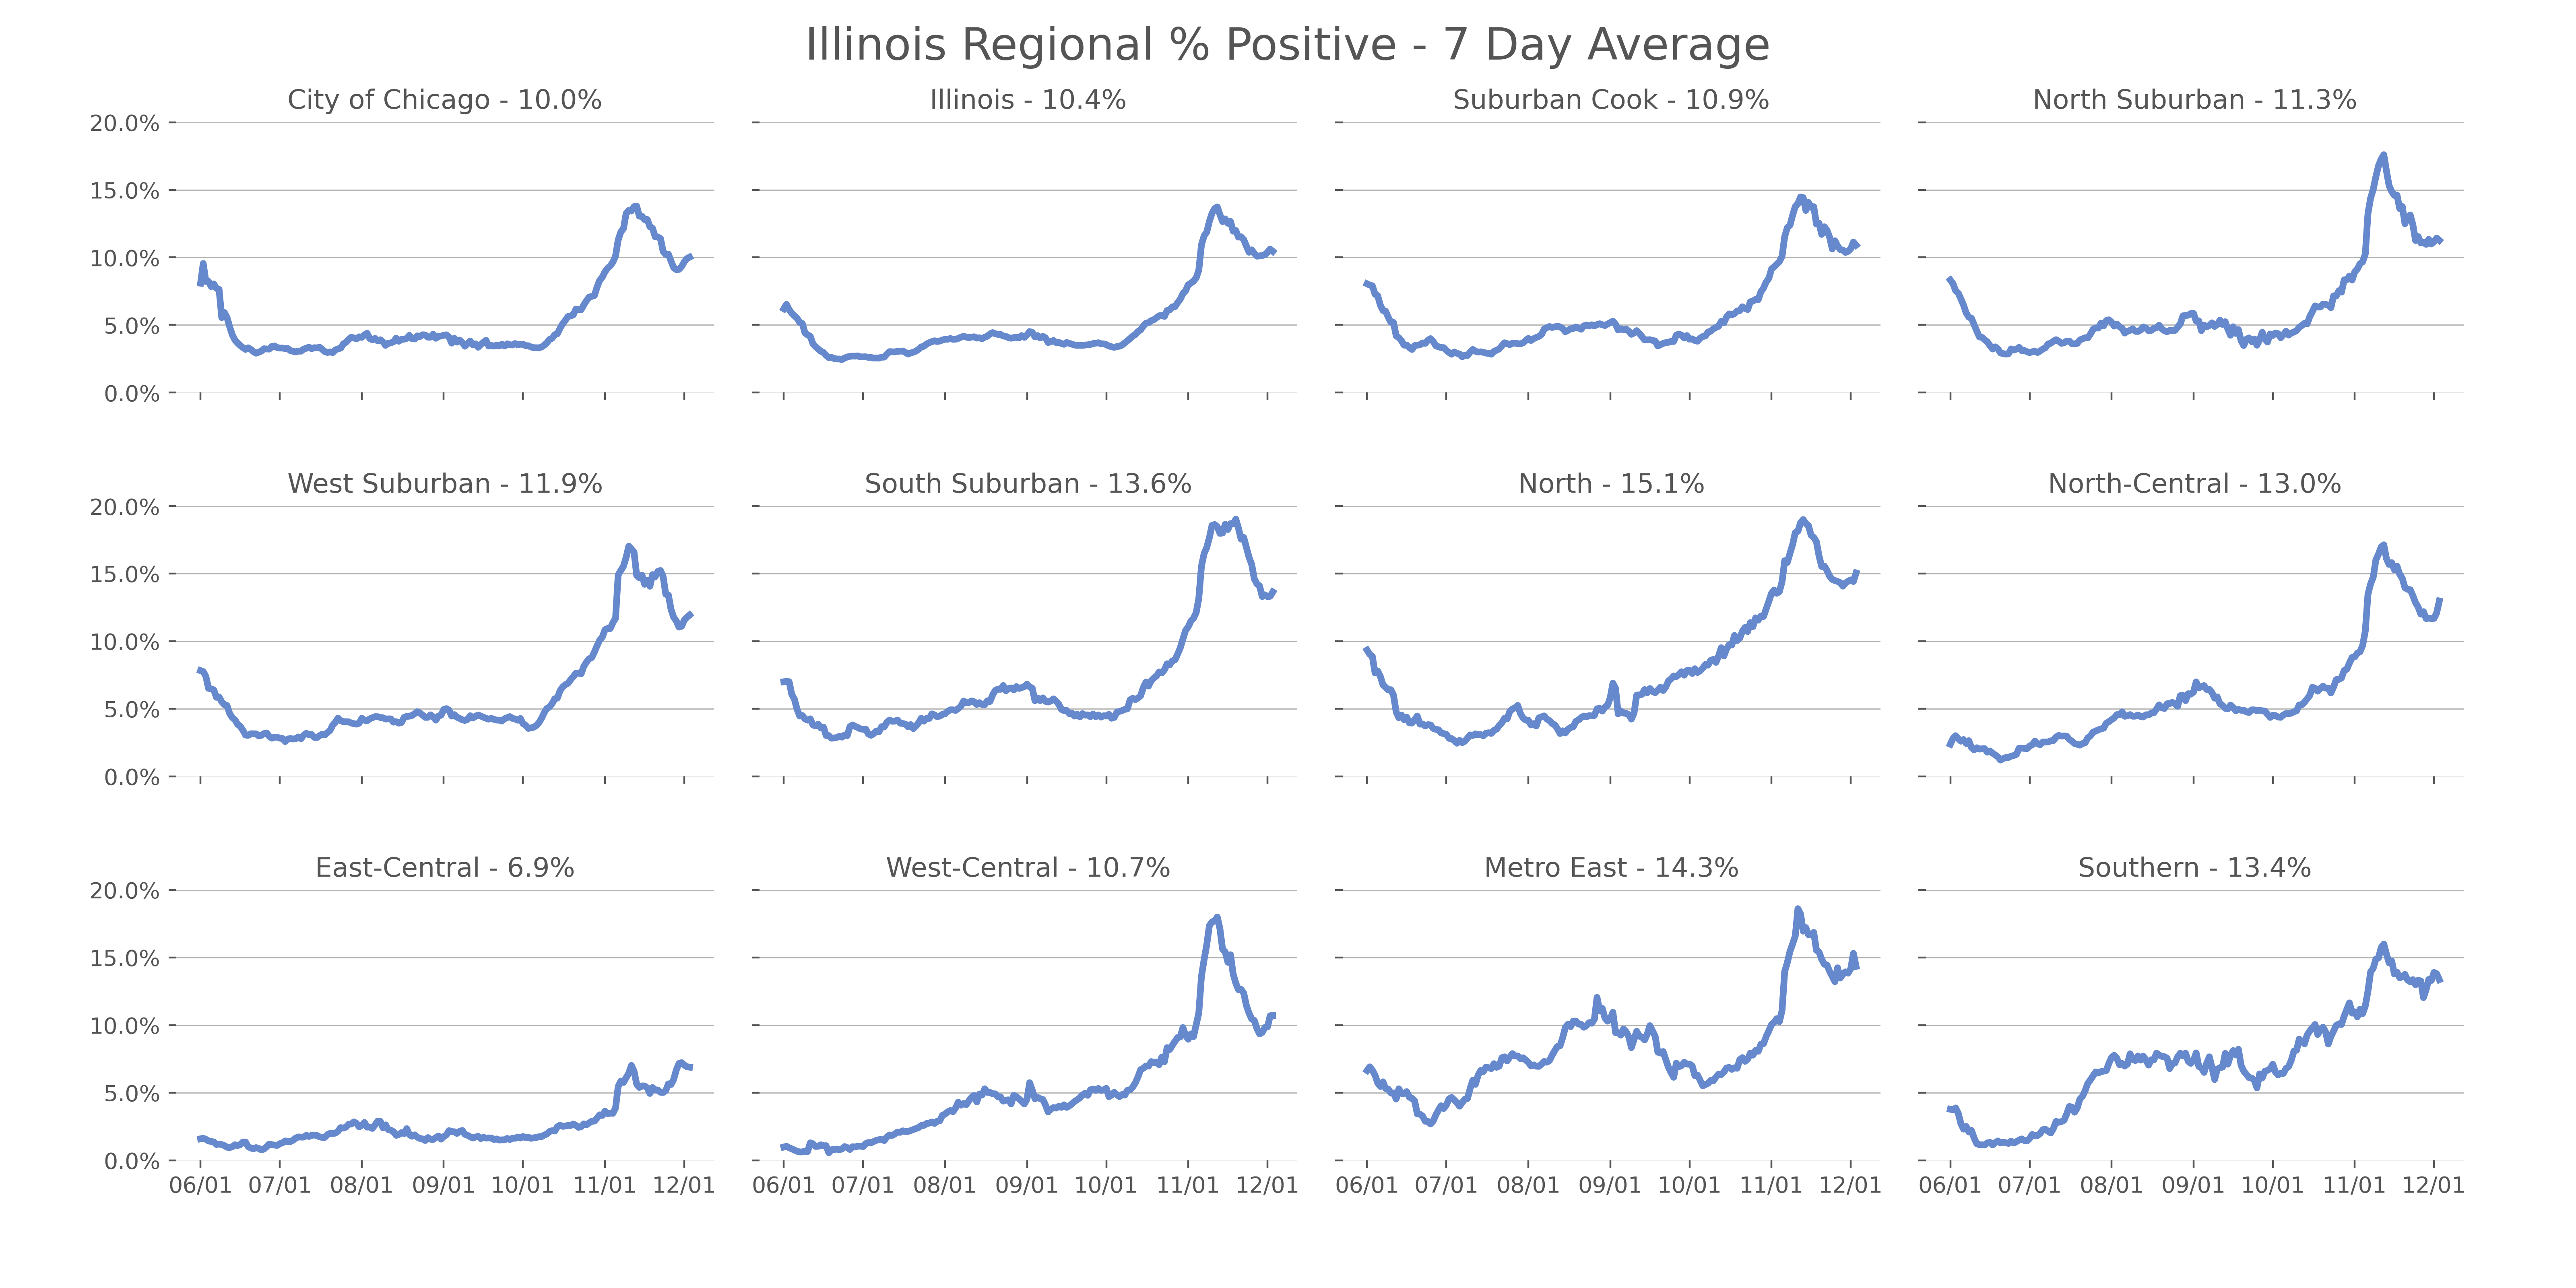 Illinois Regional % Positive - 7 Day Average
City of Chicago - 10.0%
Illinois - 10.4%
Suburban Cook - 10.9%
North Suburban - 11.3%
20.0%
15.0%
10.0%
5.0%
0.0%
West Suburban - 11.9%
South Suburban - 13.6%
North - 15.1%
North-Central - 13.0%
20.0%
15.0%
10.0%
5.0%
0.0%
East-Central - 6.9%
West-Central - 10.7%
Metro East - 14.3%
Southern - 13.4%
20.0%
15.0%
10.0%
5.0%
0.0%
06/01 07/01 08/01 09/01 10/01 11/01 12/01
06/01 07/01 08/01 09/01 10/01 11/01 12/01
06/01 07/01 08/01 09/01 10/01 11/01 12/01
06/01 07/01 08/01 09/01 10/01 11/01 12/01